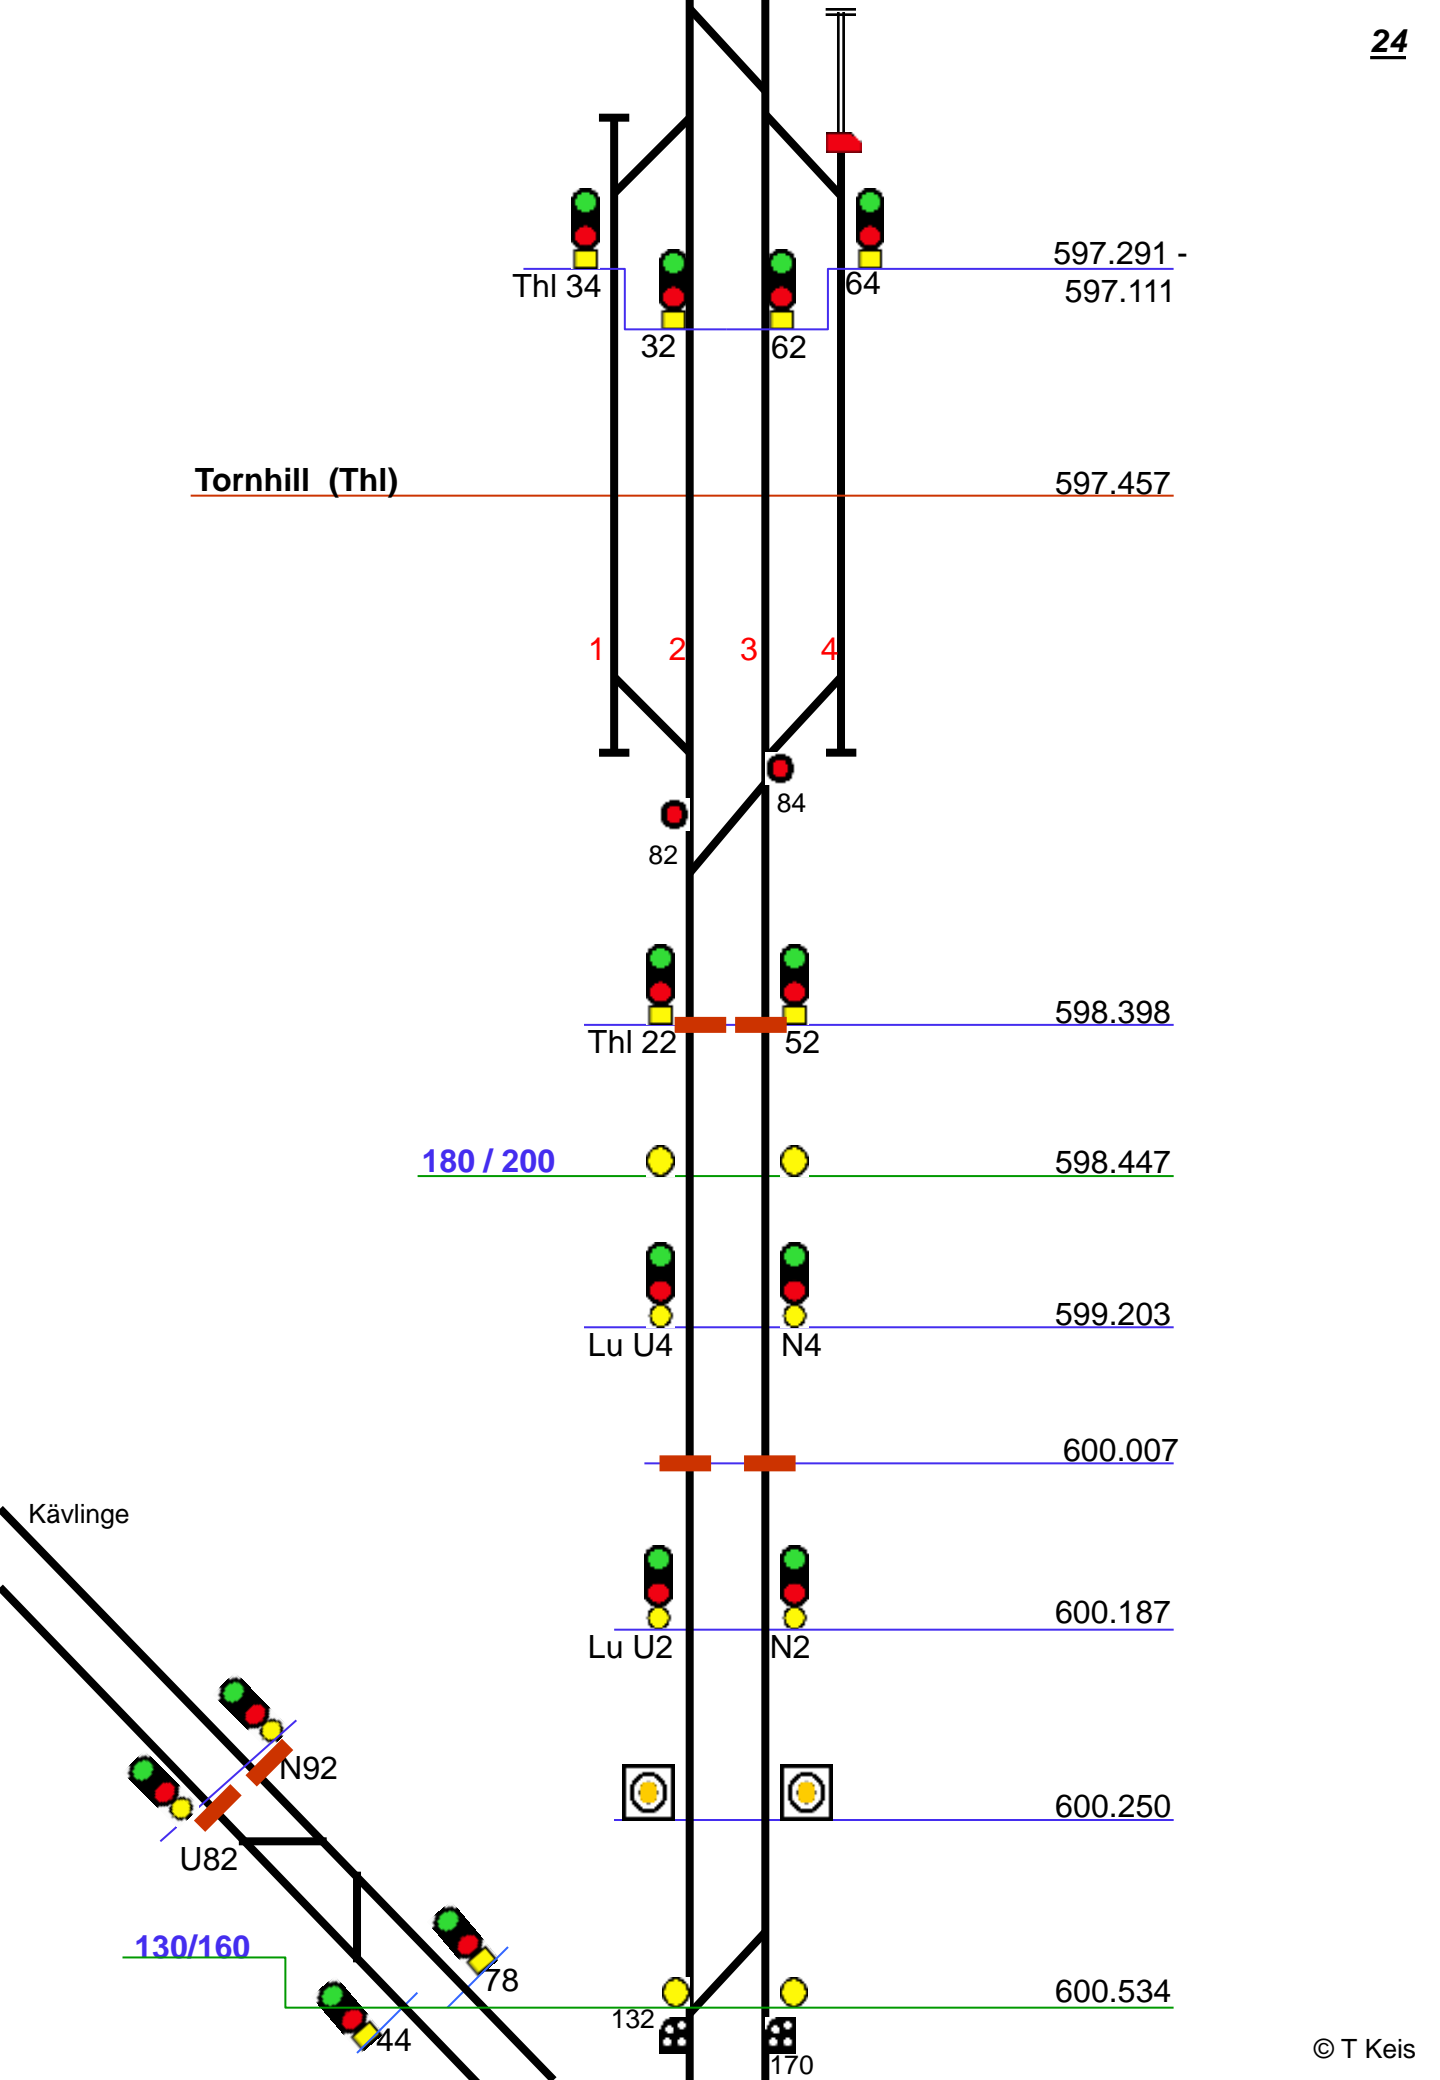 24
597.291 -
Thl 34
64
597.111
32
62
Tornhill (Thl)
597.457
1
2
3
4
84
82
598.398
Thl 22
52
180 / 200
598.447
599.203
Lu U4
N4
600.007
Kävlinge
600.187
Lu U2
N2
N92
600.250
U82
130/160
78
600.534
132
44
170
© T Keis